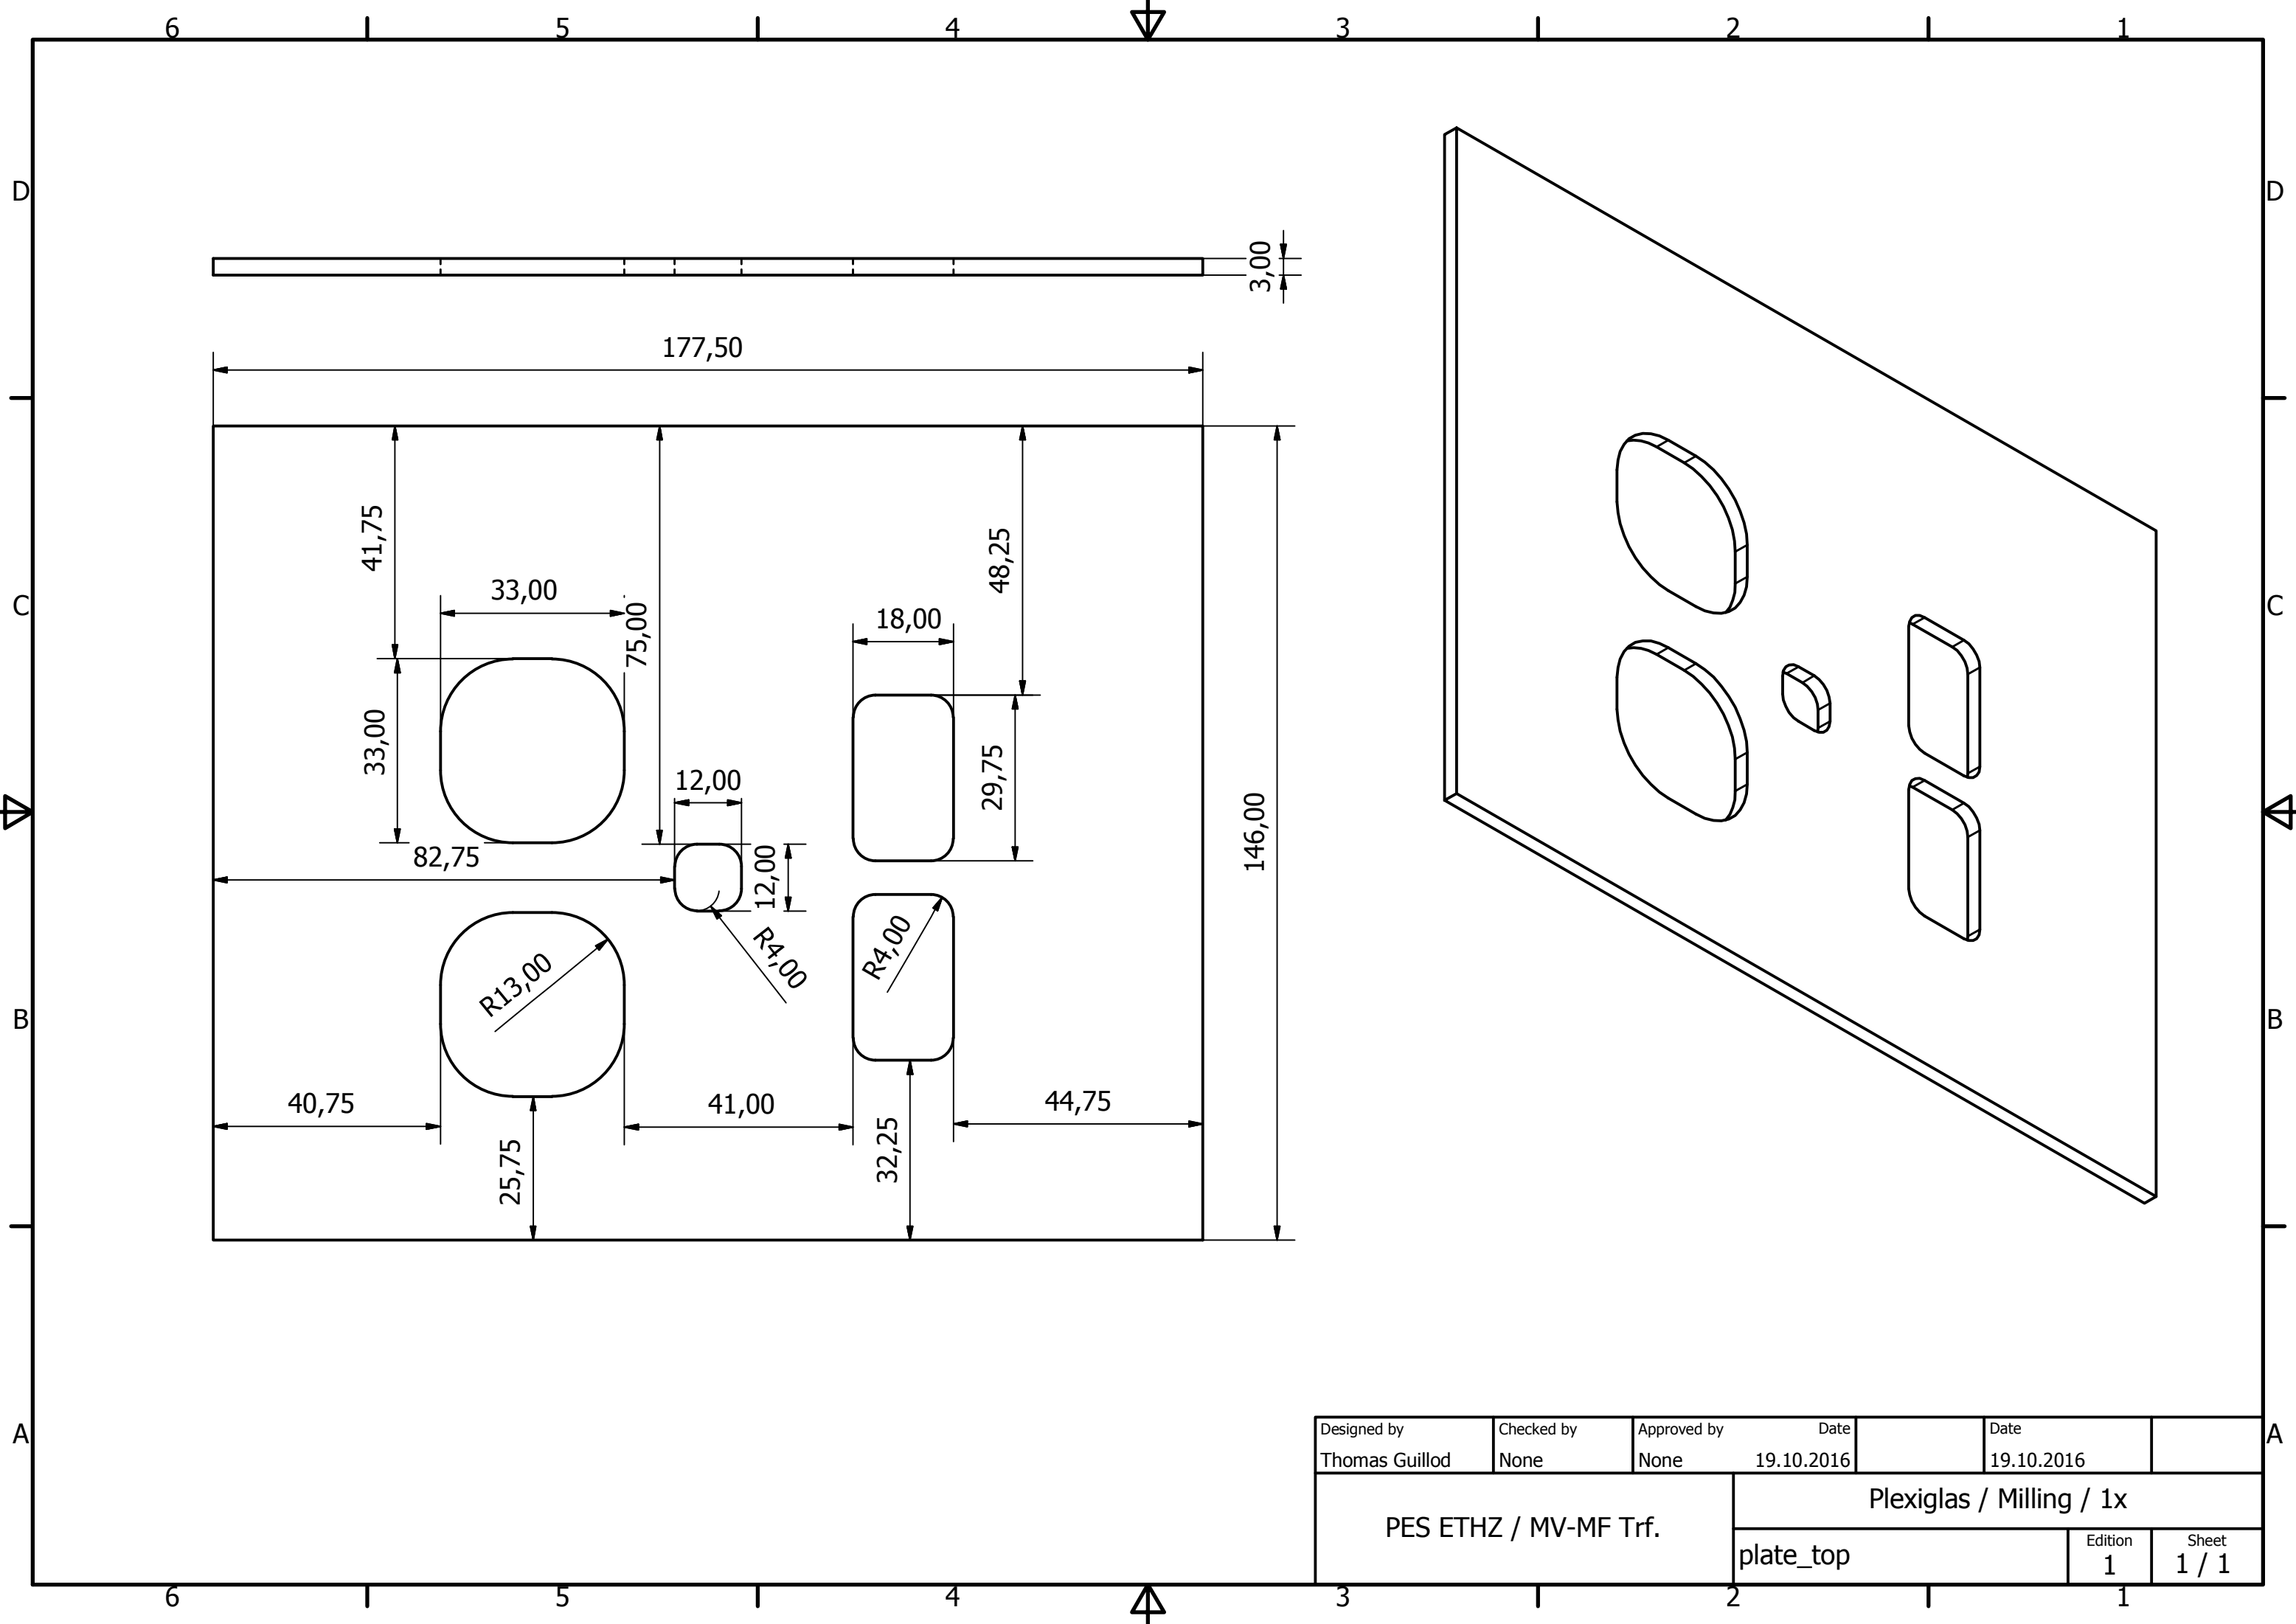 6 5 4 3 2 1
D D
3,00
177,50
41,75
48,25
33,00
75,00
18,00
C C
33,00
29,75
12,00
146,00
82,75
12,00
R4,00
R4,00
R13,00
B B
40,75
41,00
44,75
25,75
32,25
A A
Designed by Checked by Approved by Date Date
Thomas Guillod None None 19.10.2016 19.10.2016
Plexiglas / Milling / 1x
PES ETHZ / MV-MF Trf.
plate_top
Edition
1
Sheet
1 / 1
6 5 4 3 2 1